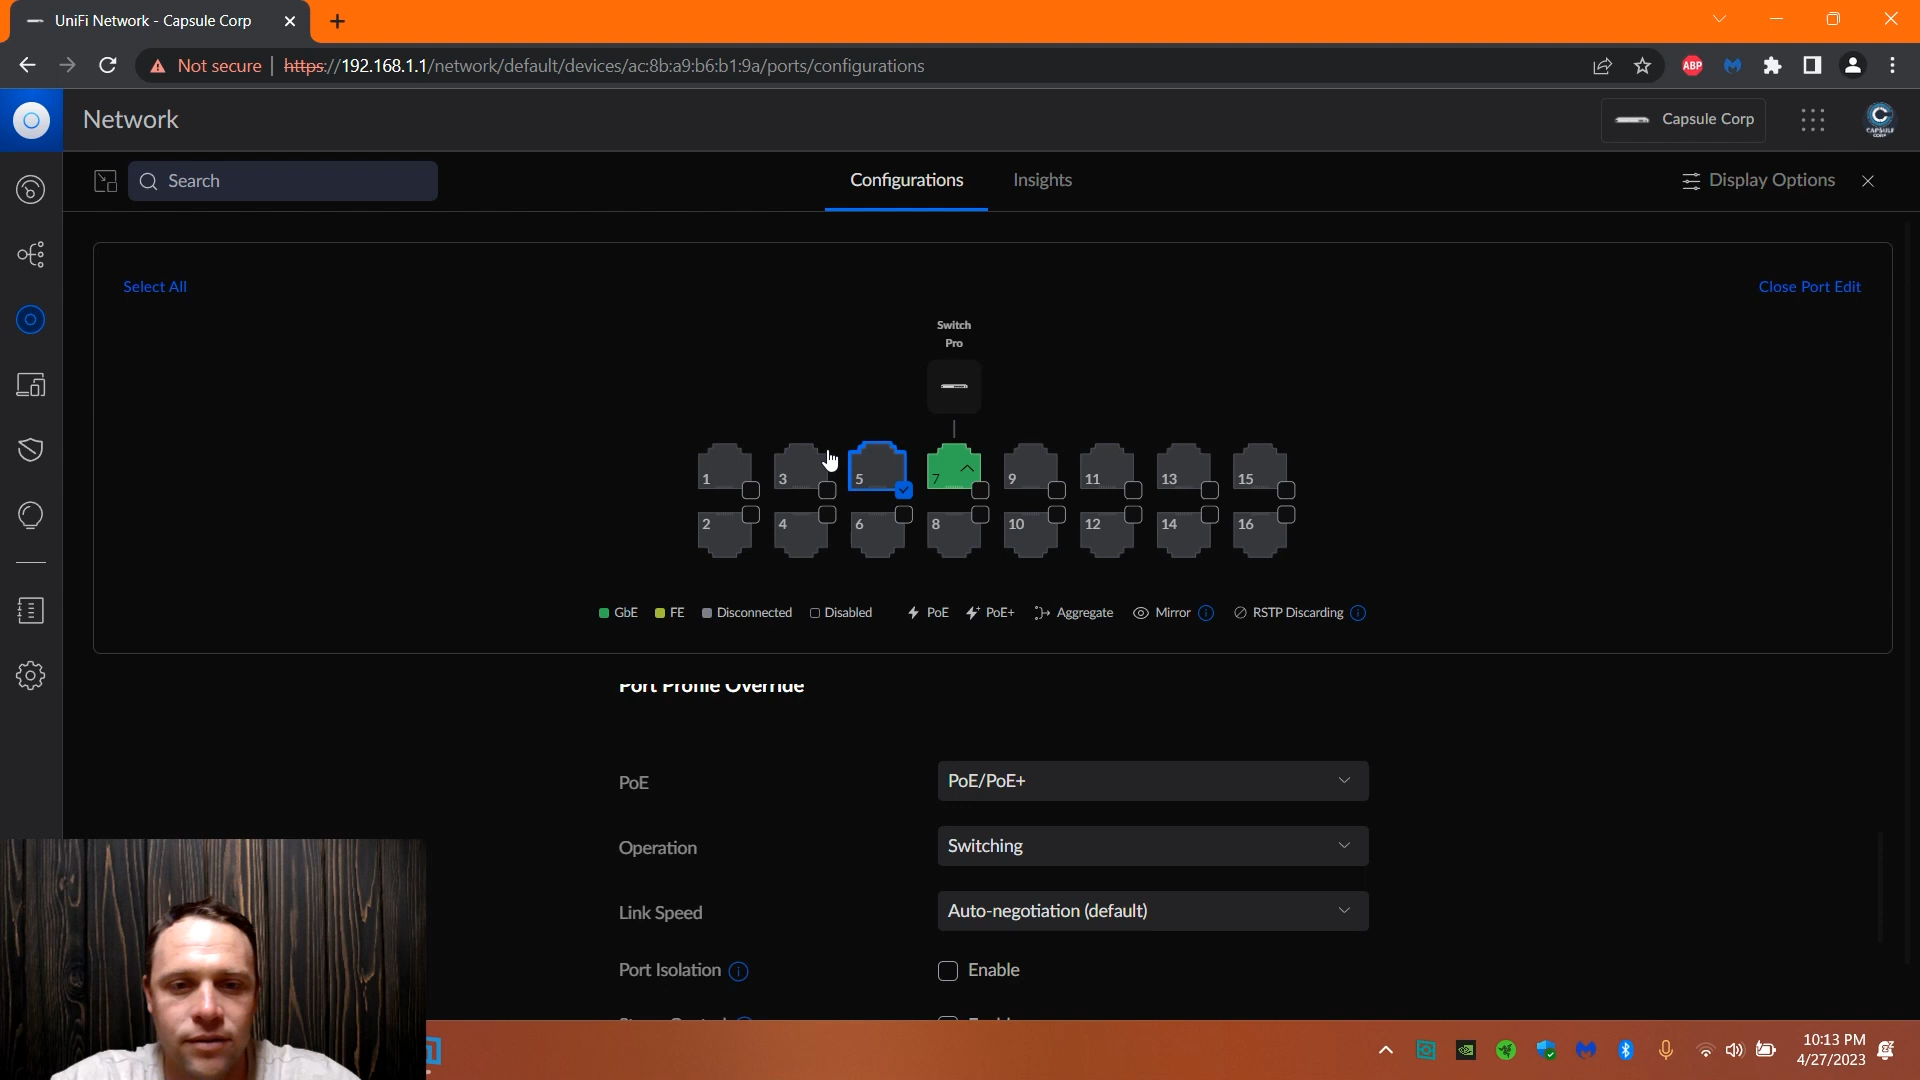 UniFi Network - Capsule Corp
Not secure
https://192.168.1.1/network/default/devices/ac:8b:a9:b6:b1:9a/ports/configurations
ABP
Network
Capsule Corp
Search
Configurations
Insights
Display Options
Select All
Close Port Edit
Switch
Pro
1 3 5 7 9 11 13 15
2 4 6 8 10 12 14 16
GbE FE Disconnected Disabled PoE PoE+ Aggregate Mirror RSTP Discarding
Port Profile Override
PoE
PoE/PoE+
Operation
Switching
Link Speed
Auto-negotiation (default)
Port Isolation
Enable
10:13 PM
4/27/2023